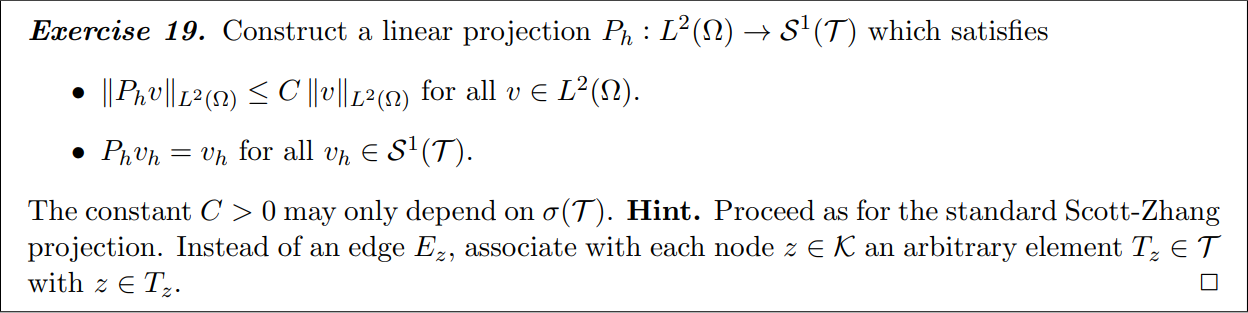 Exercise 19. Construct a linear projection $P_h : L^2(\Omega) \to \mathcal{S}^1(\mathcal{T})$ which satisfies
• $\|P_h v\|_{L^2(\Omega)} \leq C \|v\|_{L^2(\Omega)}$ for all $v \in L^2(\Omega)$.
• $P_h v_h = v_h$ for all $v_h \in \mathcal{S}^1(\mathcal{T})$.
The constant $C > 0$ may only depend on $\sigma(\mathcal{T})$. Hint. Proceed as for the standard Scott-Zhang
projection. Instead of an edge $E_z$, associate with each node $z \in \mathcal{K}$ an arbitrary element $T_z \in \mathcal{T}$
with $z \in T_z$. □